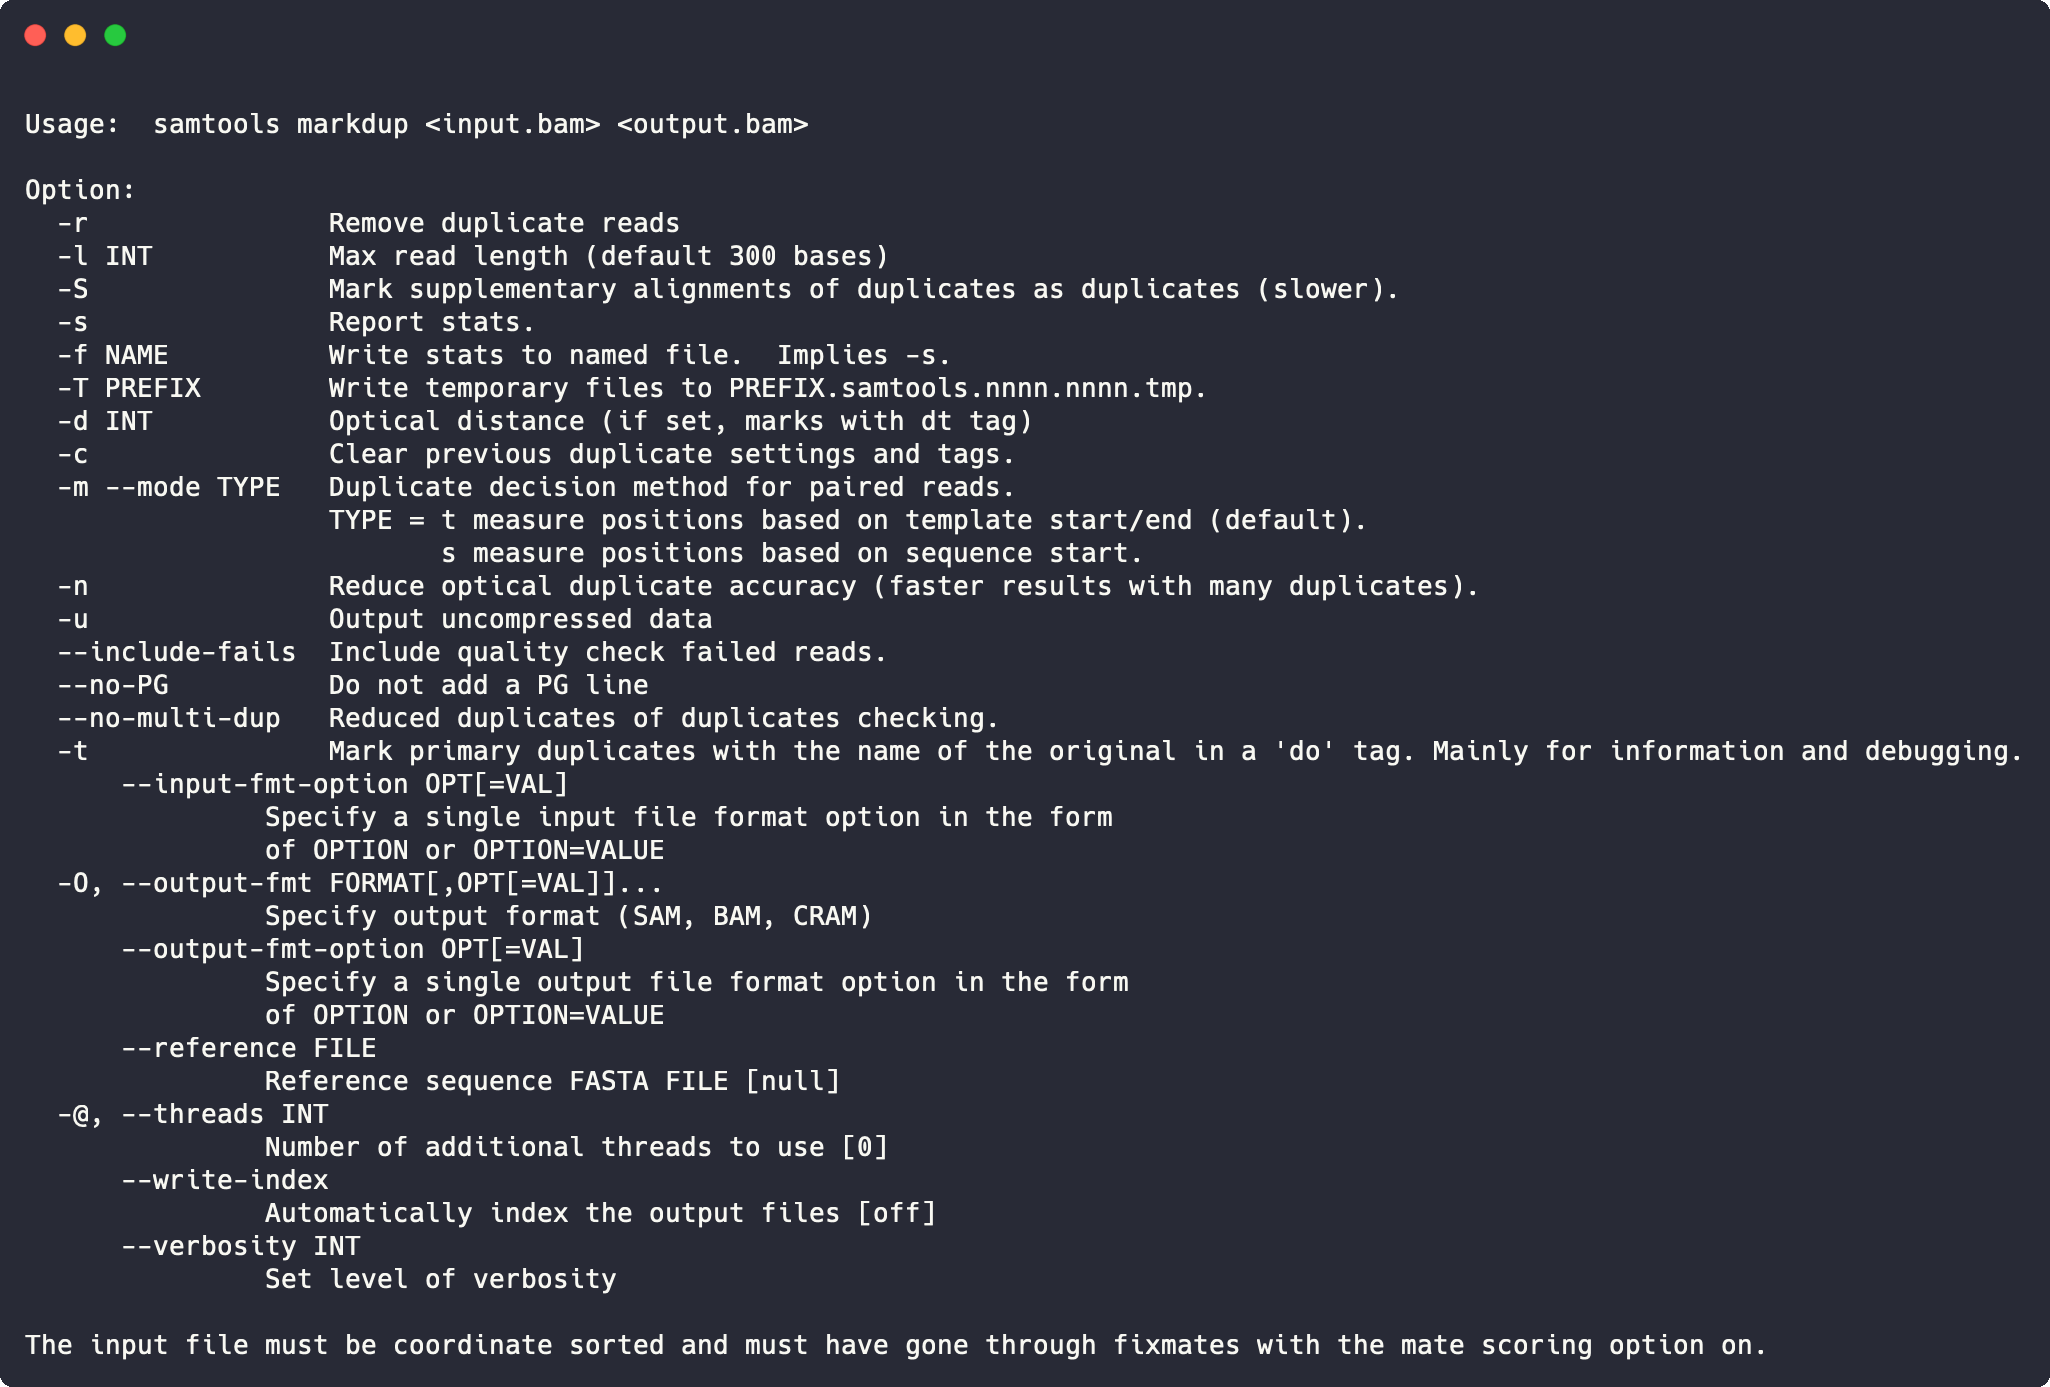 Usage:  samtools markdup <input.bam> <output.bam>

Option:
  -r               Remove duplicate reads
  -l INT           Max read length (default 300 bases)
  -S               Mark supplementary alignments of duplicates as duplicates (slower).
  -s               Report stats.
  -f NAME          Write stats to named file.  Implies -s.
  -T PREFIX        Write temporary files to PREFIX.samtools.nnnn.nnnn.tmp.
  -d INT           Optical distance (if set, marks with dt tag)
  -c               Clear previous duplicate settings and tags.
  -m --mode TYPE   Duplicate decision method for paired reads.
                   TYPE = t measure positions based on template start/end (default).
                          s measure positions based on sequence start.
  -n               Reduce optical duplicate accuracy (faster results with many duplicates).
  -u               Output uncompressed data
  --include-fails  Include quality check failed reads.
  --no-PG          Do not add a PG line
  --no-multi-dup   Reduced duplicates of duplicates checking.
  -t               Mark primary duplicates with the name of the original in a 'do' tag. Mainly for information and debugging.
      --input-fmt-option OPT[=VAL]
               Specify a single input file format option in the form
               of OPTION or OPTION=VALUE
  -O, --output-fmt FORMAT[,OPT[=VAL]]...
               Specify output format (SAM, BAM, CRAM)
      --output-fmt-option OPT[=VAL]
               Specify a single output file format option in the form
               of OPTION or OPTION=VALUE
      --reference FILE
               Reference sequence FASTA FILE [null]
  -@, --threads INT
               Number of additional threads to use [0]
      --write-index
               Automatically index the output files [off]
      --verbosity INT
               Set level of verbosity

The input file must be coordinate sorted and must have gone through fixmates with the mate scoring option on.